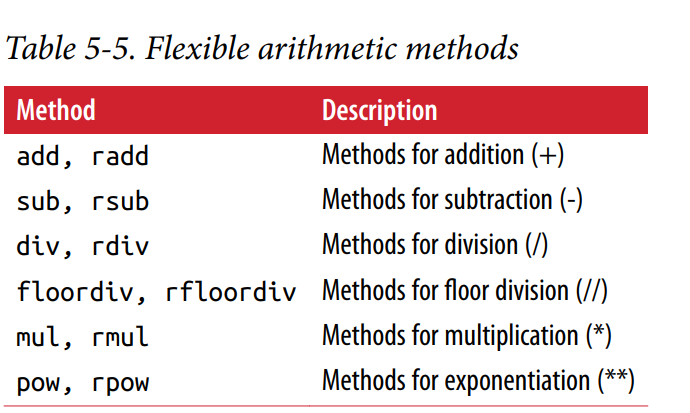 Table 5-5. Flexible arithmetic methods
Method Description
add, radd Methods for addition (+)
sub, rsub Methods for subtraction (-)
div, rdiv Methods for division (/)
floordiv, rfloordiv Methods for floor division (//)
mul, rmul Methods for multiplication (*)
pow, rpow Methods for exponentiation (**)